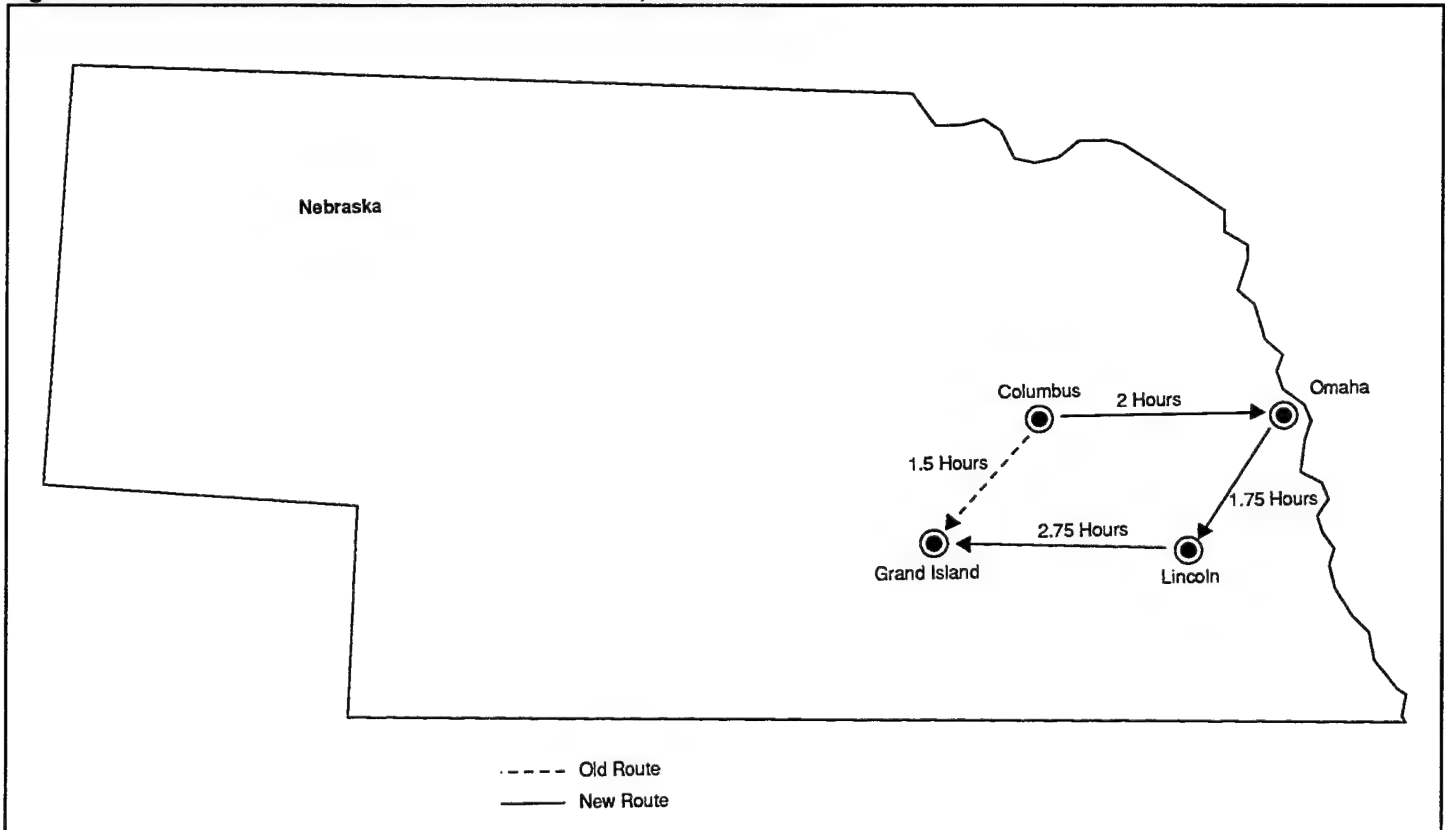 Nebraska
Columbus
Omaha
2 Hours
1.5 Hours
1.75 Hours
2.75 Hours
Grand Island
Lincoln
Old Route
New Route